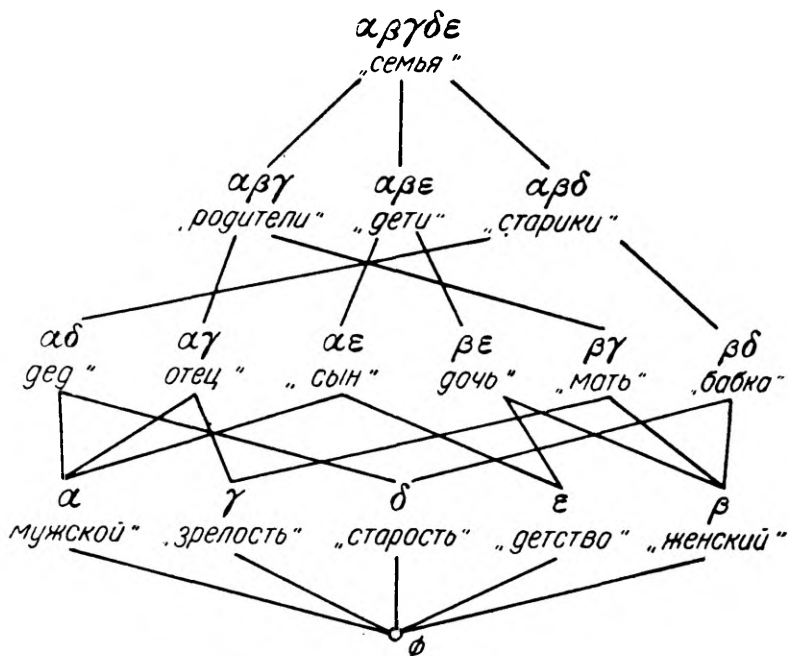 αβγδε
„семья“
αβγ αβε αβδ
„родители“ „дети“ „старики“
αδ αγ αε βε βγ βδ
дед“ отец“ „сын“ дочь“ „мать“ „бабка“
α γ δ ε β
мужской“ „зрелость“ „старость“ „детство“ „женский“
ф